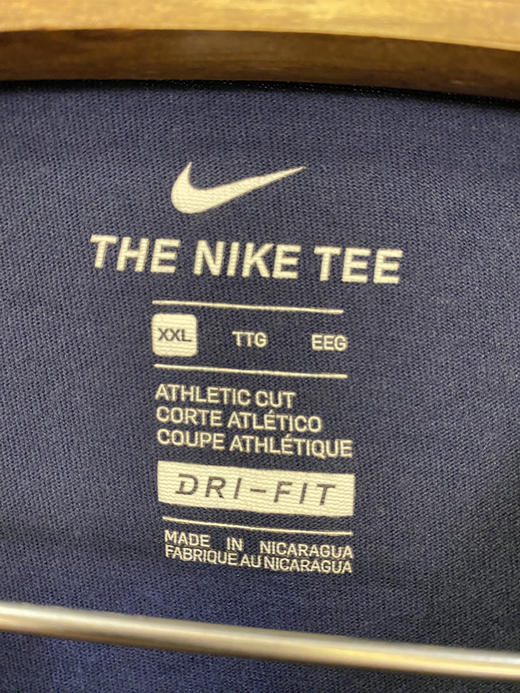 THE NIKE TEE
XXL TTG EEG
ATHLETIC CUT
CORTE ATLÉTICO
COUPE ATHLÉTIQUE
DRI-FIT
MADE IN NICARAGUA
FABRIQUE AU NICARAGUA